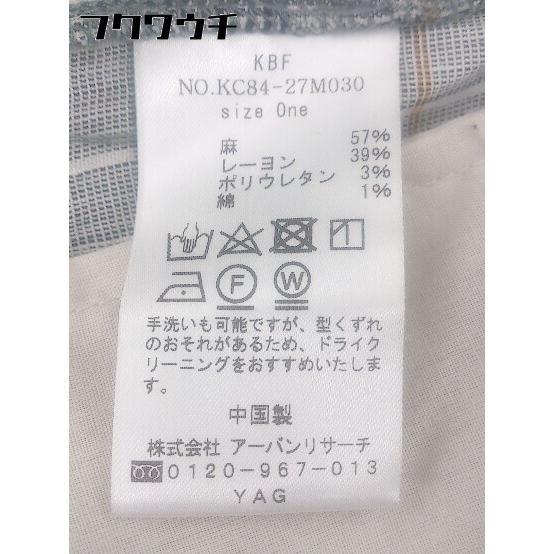 フクワウチ
KBF
NO.KC84-27M030
size One
麻 57%
レーヨン 39%
ポリウレタン 3%
綿 1%
F W
手洗いも可能ですが、型くずれ
のおそれがあるため、ドライク
リーニングをおすすめいたしま
す。
中国製
株式会社 アーバンリサーチ
0120-967-013
YAG